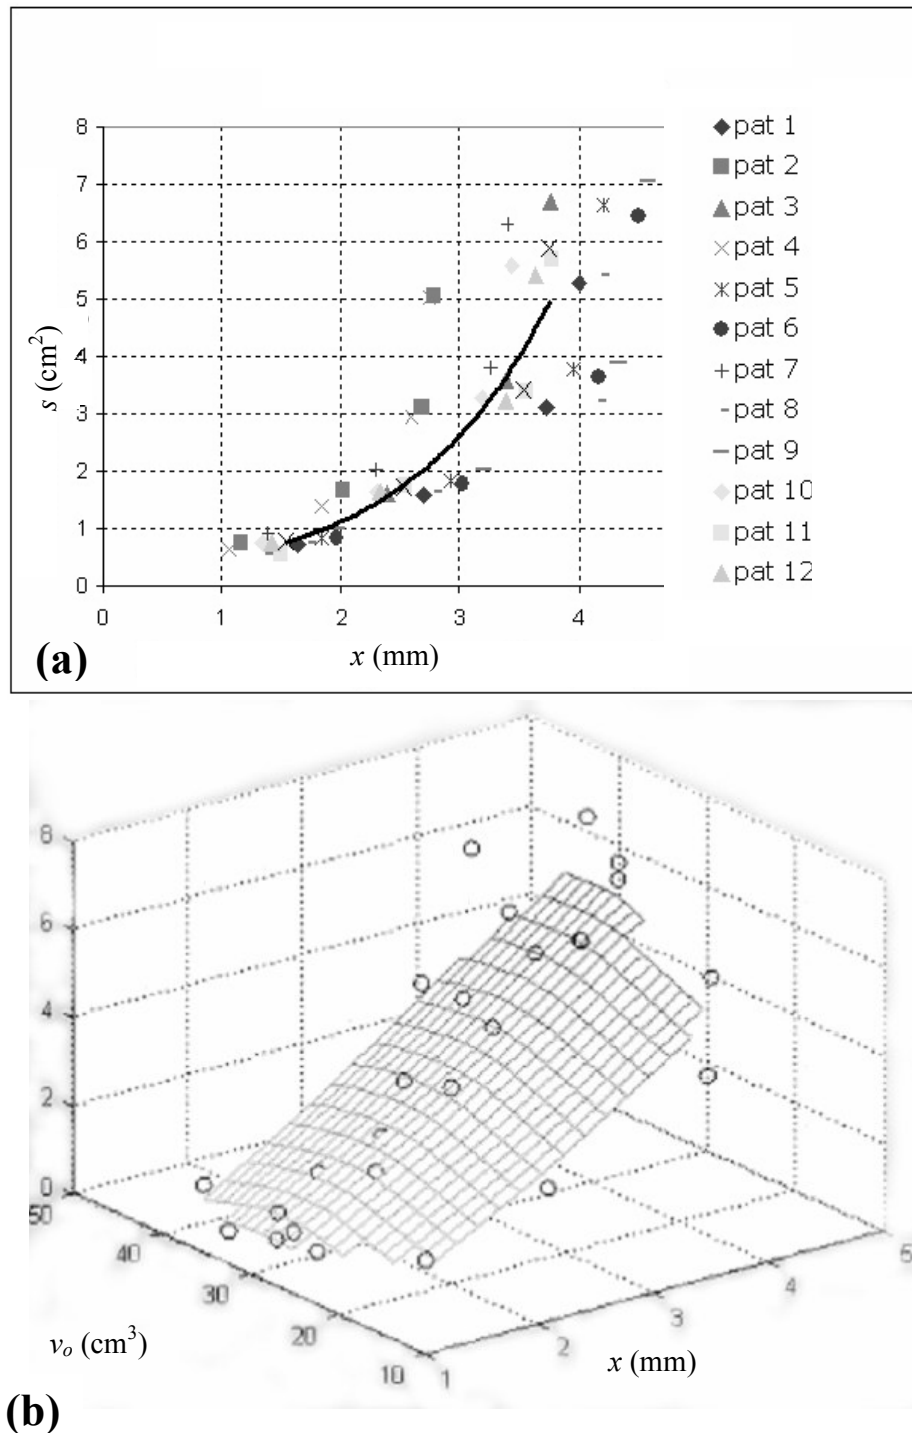 8
7
6
5
4
3
2
1
0
s (cm²)
0 1 2 3 4
x (mm)
(a)
pat 1
pat 2
pat 3
pat 4
pat 5
pat 6
pat 7
pat 8
pat 9
pat 10
pat 11
pat 12
8
6
4
2
0
50
40
30
20
10
1
2
3
4
5
vₒ (cm³)
x (mm)
(b)